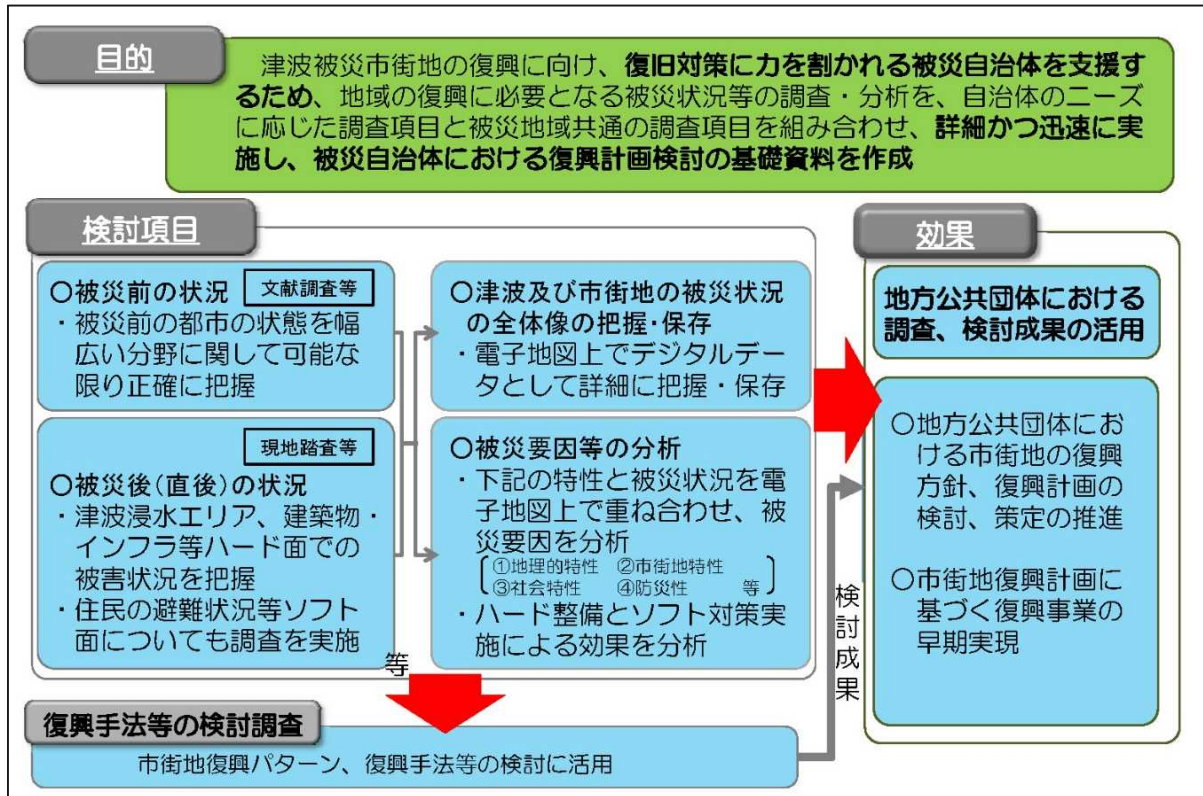 目的
津波被災市街地の復興に向け、復旧対策に力を割かれる被災自治体を支援す
るため、地域の復興に必要となる被災状況等の調査・分析を、自治体のニーズ
に応じた調査項目と被災地域共通の調査項目を組み合わせ、詳細かつ迅速に実
施し、被災自治体における復興計画検討の基礎資料を作成
検討項目
○被災前の状況 文献調査等
・被災前の都市の状態を幅
広い分野に関して可能な
限り正確に把握
現地踏査等
○被災後(直後)の状況
・津波浸水エリア、建築物・
インフラ等ハード面での
被害状況を把握
・住民の避難状況等ソフト
面についても調査を実施
等
○津波及び市街地の被災状況
の全体像の把握・保存
・電子地図上でデジタルデー
タとして詳細に把握・保存
○被災要因等の分析
・下記の特性と被災状況を電
子地図上で重ね合わせ、被
災要因を分析
①地理的特性 ②市街地特性
③社会特性 ④防災性 等
・ハード整備とソフト対策実
施による効果を分析
復興手法等の検討調査
市街地復興パターン、復興手法等の検討に活用
検討成果
効果
地方公共団体における
調査、検討成果の活用
○地方公共団体にお
ける市街地の復興
方針、復興計画の
検討、策定の推進
○市街地復興計画に
基づく復興事業の
早期実現